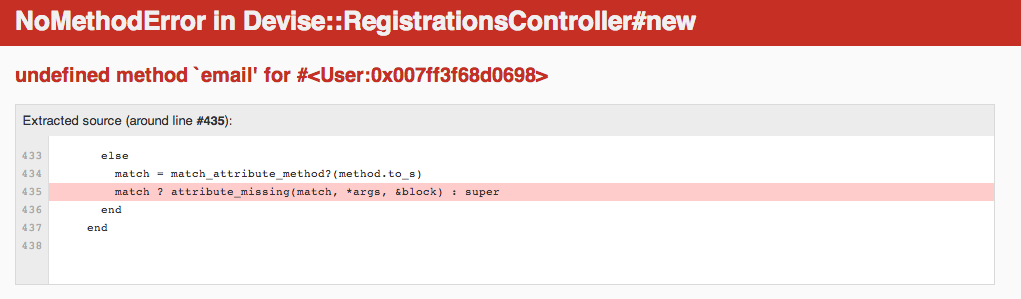 NoMethodError in Devise::RegistrationsController#new
undefined method `email' for #<User:0x007ff3f68d0698>
Extracted source (around line #435):
433 else
434 match = match_attribute_method?(method.to_s)
435 match ? attribute_missing(match, *args, &block) : super
436 end
437 end
438